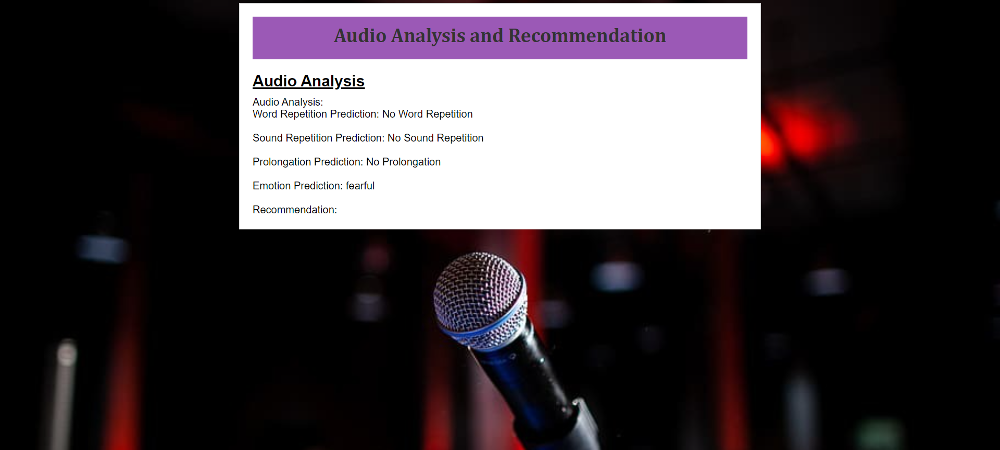 Audio Analysis and Recommendation
Audio Analysis
Audio Analysis:
Word Repetition Prediction: No Word Repetition
Sound Repetition Prediction: No Sound Repetition
Prolongation Prediction: No Prolongation
Emotion Prediction: fearful
Recommendation: